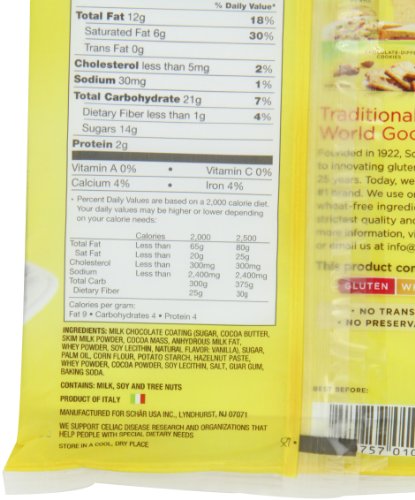 % Daily Value*
Total Fat 12g 18%
Saturated Fat 6g 30%
Trans Fat 0g
Cholesterol less than 5mg 2%
Sodium 30mg 1%
Total Carbohydrate 21g 7%
Dietary Fiber less than 1g 4%
Sugars 14g
Protein 2g
Vitamin A 0% • Vitamin C 0%
Calcium 4% • Iron 4%
* Percent Daily Values are based on a 2,000 calorie diet.
Your daily values may be higher or lower depending
on your calorie needs:
Calories 2,000 2,500
Total Fat Less than 65g 80g
Sat Fat Less than 20g 25g
Cholesterol Less than 300mg 300mg
Sodium Less than 2,400mg 2,400mg
Total Carb 300g 375g
Dietary Fiber 25g 30g
Calories per gram:
Fat 9 • Carbohydrates 4 • Protein 4
INGREDIENTS: MILK CHOCOLATE COATING (SUGAR, COCOA BUTTER,
SKIM MILK POWDER, COCOA MASS, ANHYDROUS MILK FAT,
WHEY POWDER, SOY LECITHIN, NATURAL FLAVOR: VANILLA), SUGAR,
PALM OIL, CORN FLOUR, POTATO STARCH, HAZELNUT PASTE,
WHEY POWDER, COCOA POWDER, SOY LECITHIN, SALT, GUAR GUM,
BAKING SODA.
CONTAINS: MILK, SOY AND TREE NUTS
PRODUCT OF ITALY
MANUFACTURED FOR SCHÄR USA INC., LYNDHURST, NJ 07071
WE SUPPORT CELIAC DISEASE RESEARCH AND ORGANIZATIONS THAT
HELP PEOPLE WITH SPECIAL DIETARY NEEDS
STORE IN A COOL, DRY PLACE
CHOCOLATE-DIPPED
COOKIES
Traditional
World Goo
Founded in 1922, Sc
to innovating gluten
25 years. Today, we
#1 brand. We use o
wheat-free ingredie
strictest quality and
more information, vi
or email us at info@
This product con
GLUTEN
• NO TRANS
• NO PRESERVA
BEST BEFORE:
757 010